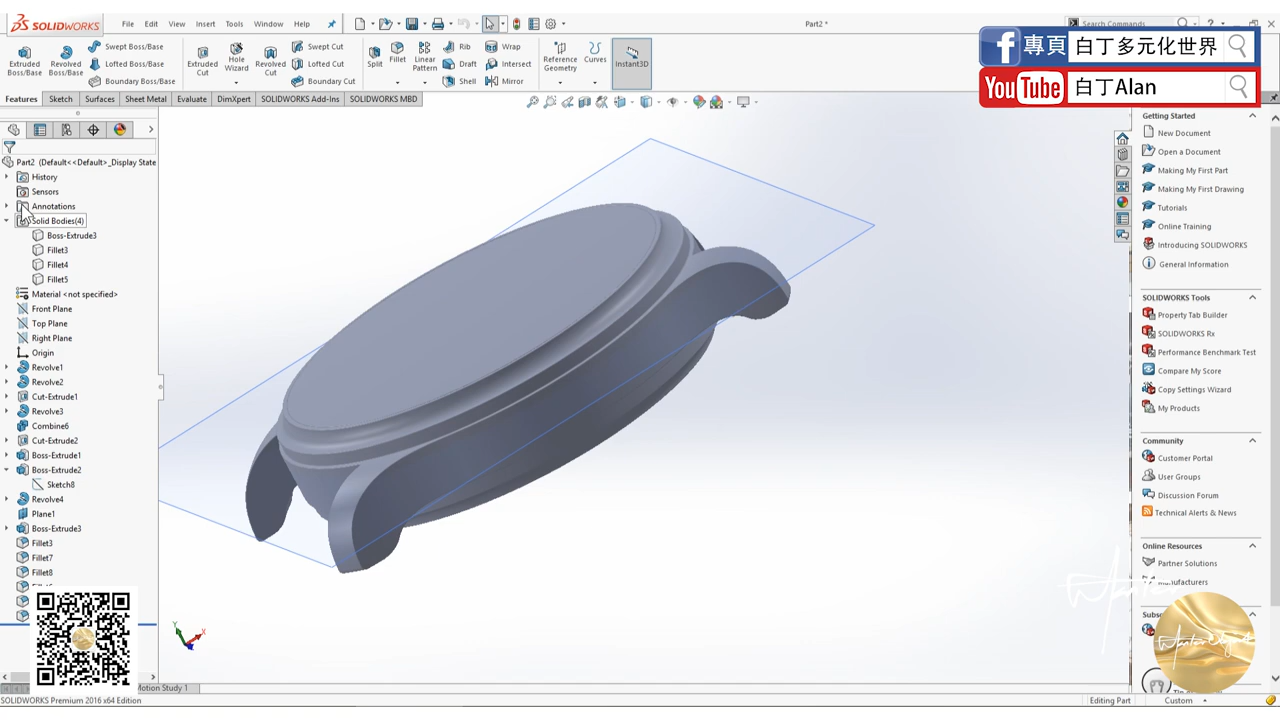 SOLIDWORKS
File Edit View Insert Tools Window Help
Part2 *
Search Commands
Extruded Boss/Base
Revolved Boss/Base
Swept Boss/Base
Lofted Boss/Base
Boundary Boss/Base
Extruded Cut
Hole Wizard
Revolved Cut
Swept Cut
Lofted Cut
Boundary Cut
Split
Fillet
Linear Pattern
Rib
Draft
Shell
Wrap
Intersect
Mirror
Reference Geometry
Curves
Instant3D
專頁 白丁多元化世界
YouTube 白丁Alan
Features Sketch Surfaces Sheet Metal Evaluate DimXpert SOLIDWORKS Add-Ins SOLIDWORKS MBD
Part2 (Default<<Default>_Display State
History
Sensors
Annotations
Solid Bodies(4)
Boss-Extrude3
Fillet3
Fillet4
Fillet5
Material <not specified>
Front Plane
Top Plane
Right Plane
Origin
Revolve1
Revolve2
Cut-Extrude1
Revolve3
Combine6
Cut-Extrude2
Boss-Extrude1
Boss-Extrude2
Sketch8
Revolve4
Plane1
Boss-Extrude3
Fillet3
Fillet7
Fillet8
Y
X
Motion Study 1
SOLIDWORKS Premium 2016 x64 Edition
Getting Started
New Document
Open a Document
Making My First Part
Making My First Drawing
Tutorials
Online Training
Introducing SOLIDWORKS
General Information
SOLIDWORKS Tools
Property Tab Builder
SOLIDWORKS Rx
Performance Benchmark Test
Compare My Score
Copy Settings Wizard
My Products
Community
Customer Portal
User Groups
Discussion Forum
Technical Alerts & News
Online Resources
Partner Solutions
Manufacturers
Editing Part
Custom